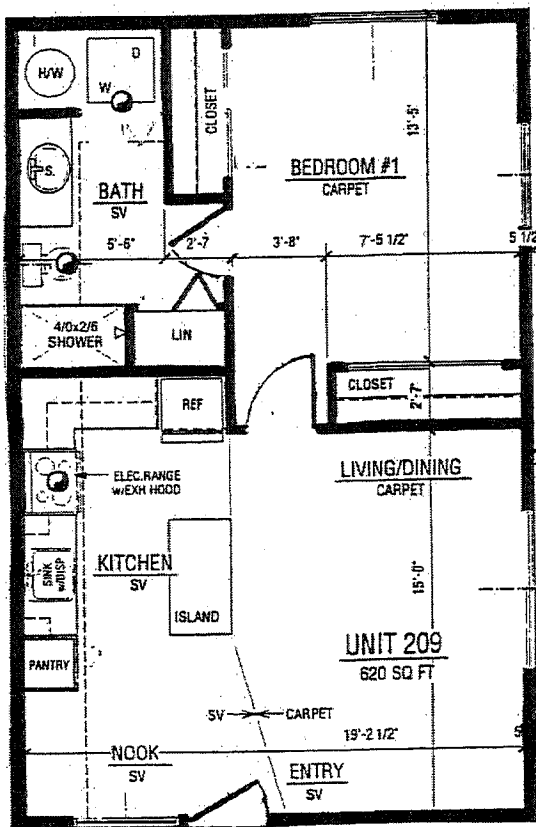 H/W
D
W
CLOSET
13'-5"
BEDROOM #1
CARPET
BATH
SV
5'-6"
2'-7
3'-8"
7'-5 1/2"
5 1/2
4/0x2/6
SHOWER
LIN
CLOSET
2'-7"
REF
ELEC.RANGE
w/EXH HOOD
LIVING/DINING
CARPET
KITCHEN
SV
SINK
w/DISP
15'-0"
ISLAND
PANTRY
UNIT 209
620 SQ FT
SV
CARPET
19'-2 1/2"
NOOK
SV
ENTRY
SV